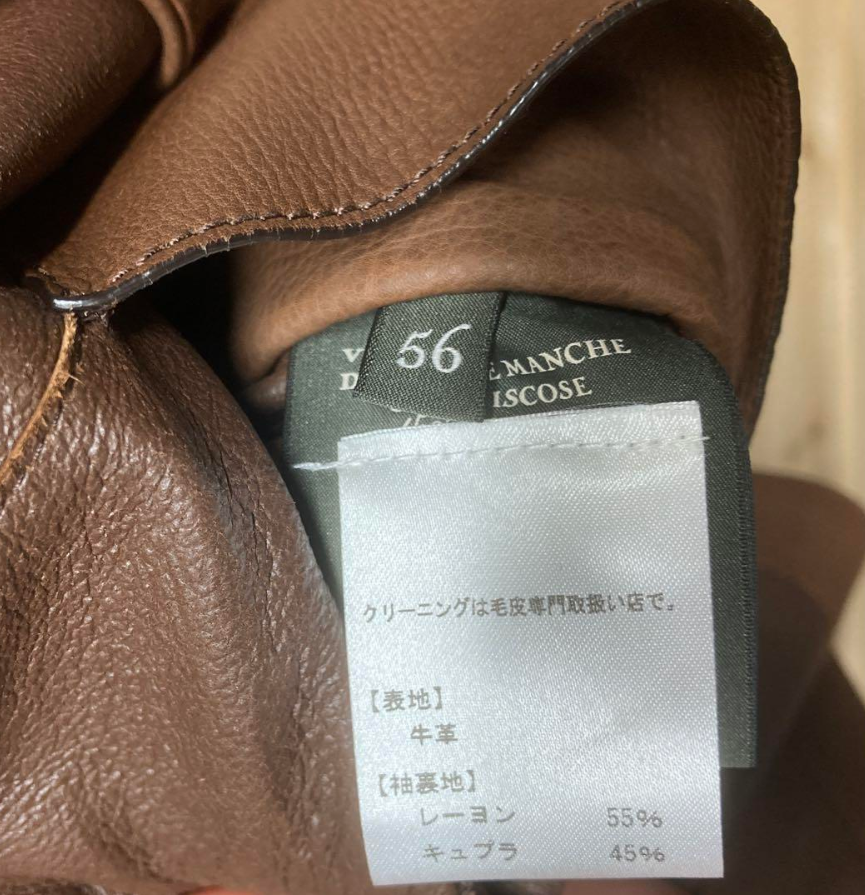 56
MANCHE
クリーニングは毛皮専門取扱い店で。
【表地】
牛革
【袖裏地】
レーヨン 55%
キュプラ 45%